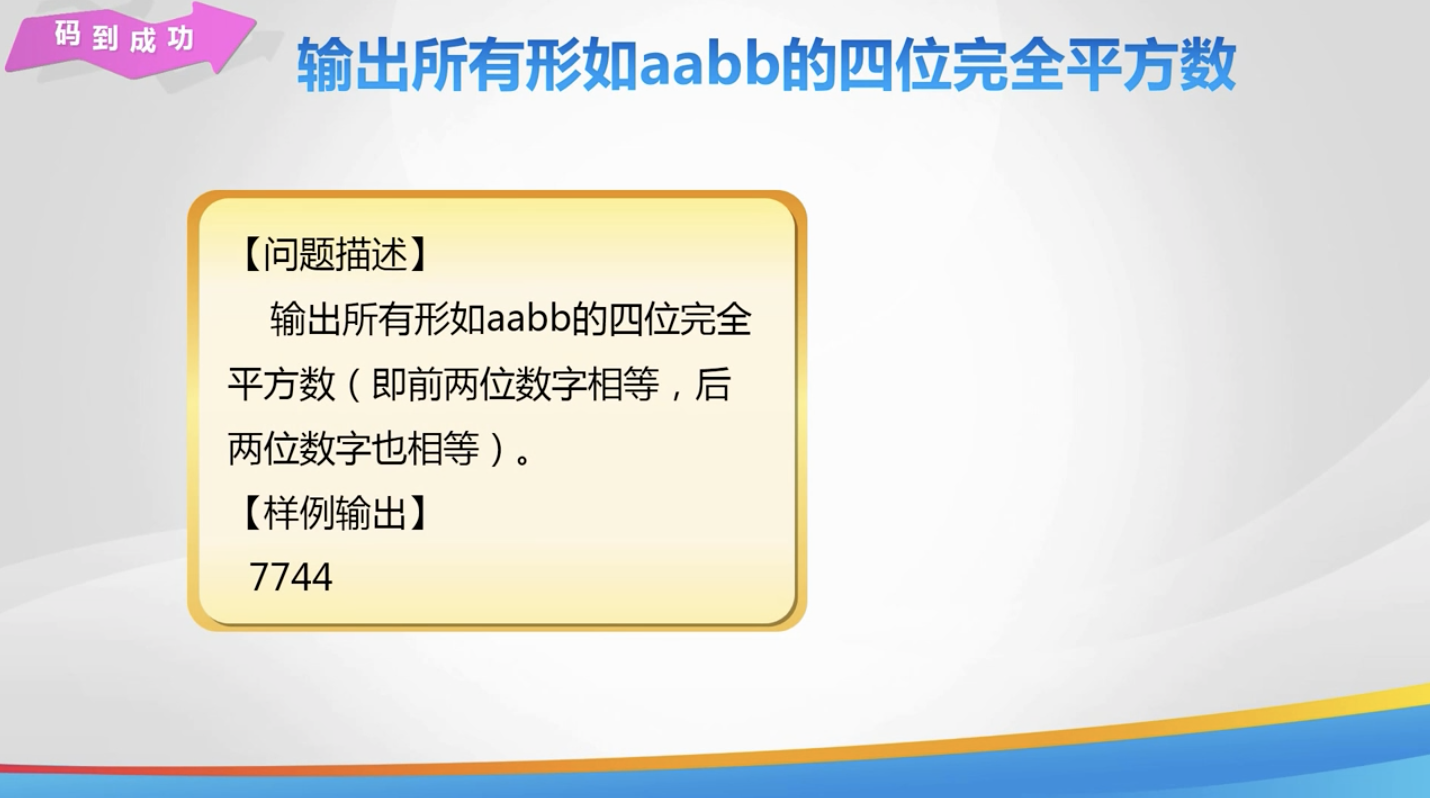 码到成功
输出所有形如aabb的四位完全平方数
【问题描述】
输出所有形如aabb的四位完全
平方数（即前两位数字相等，后
两位数字也相等）。
【样例输出】
7744